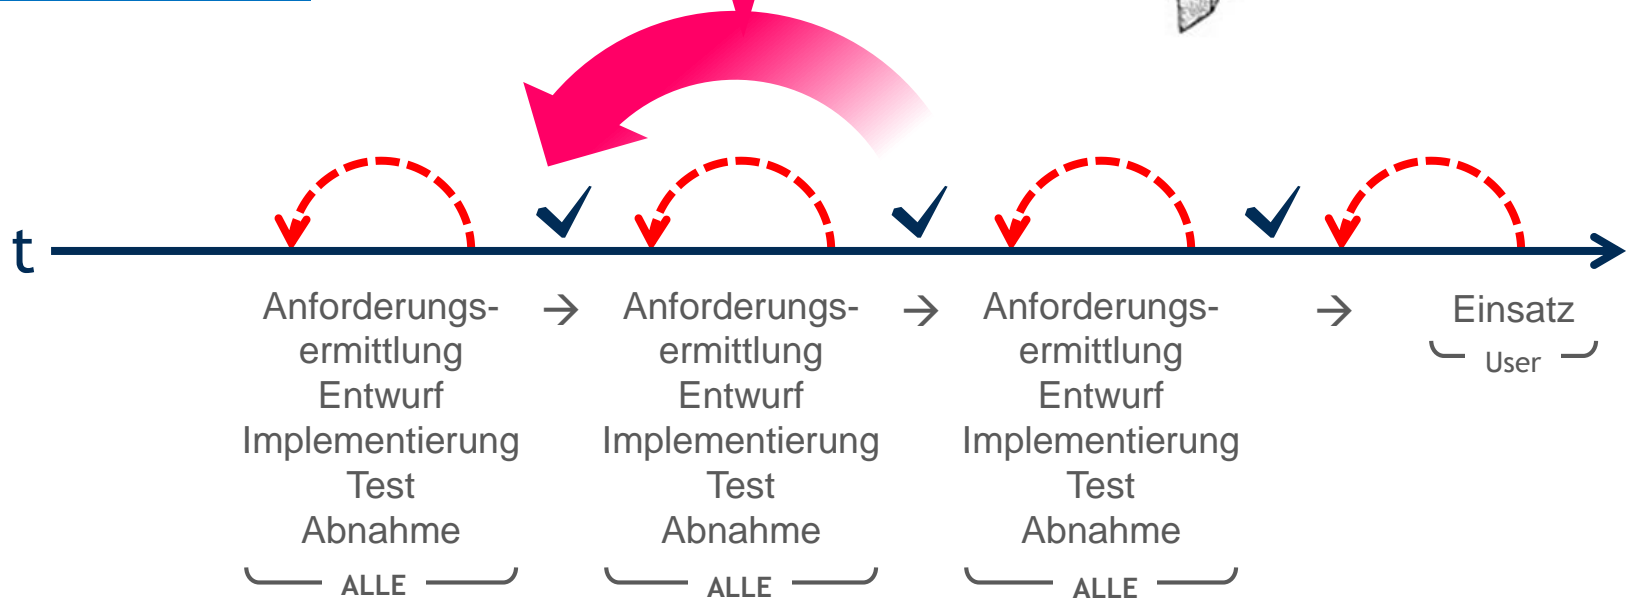 t
Anforderungs- → Anforderungs- → Anforderungs- → Einsatz
ermittlung ermittlung ermittlung User
Entwurf Entwurf Entwurf
Implementierung Implementierung Implementierung
Test Test Test
Abnahme Abnahme Abnahme
ALLE ALLE ALLE